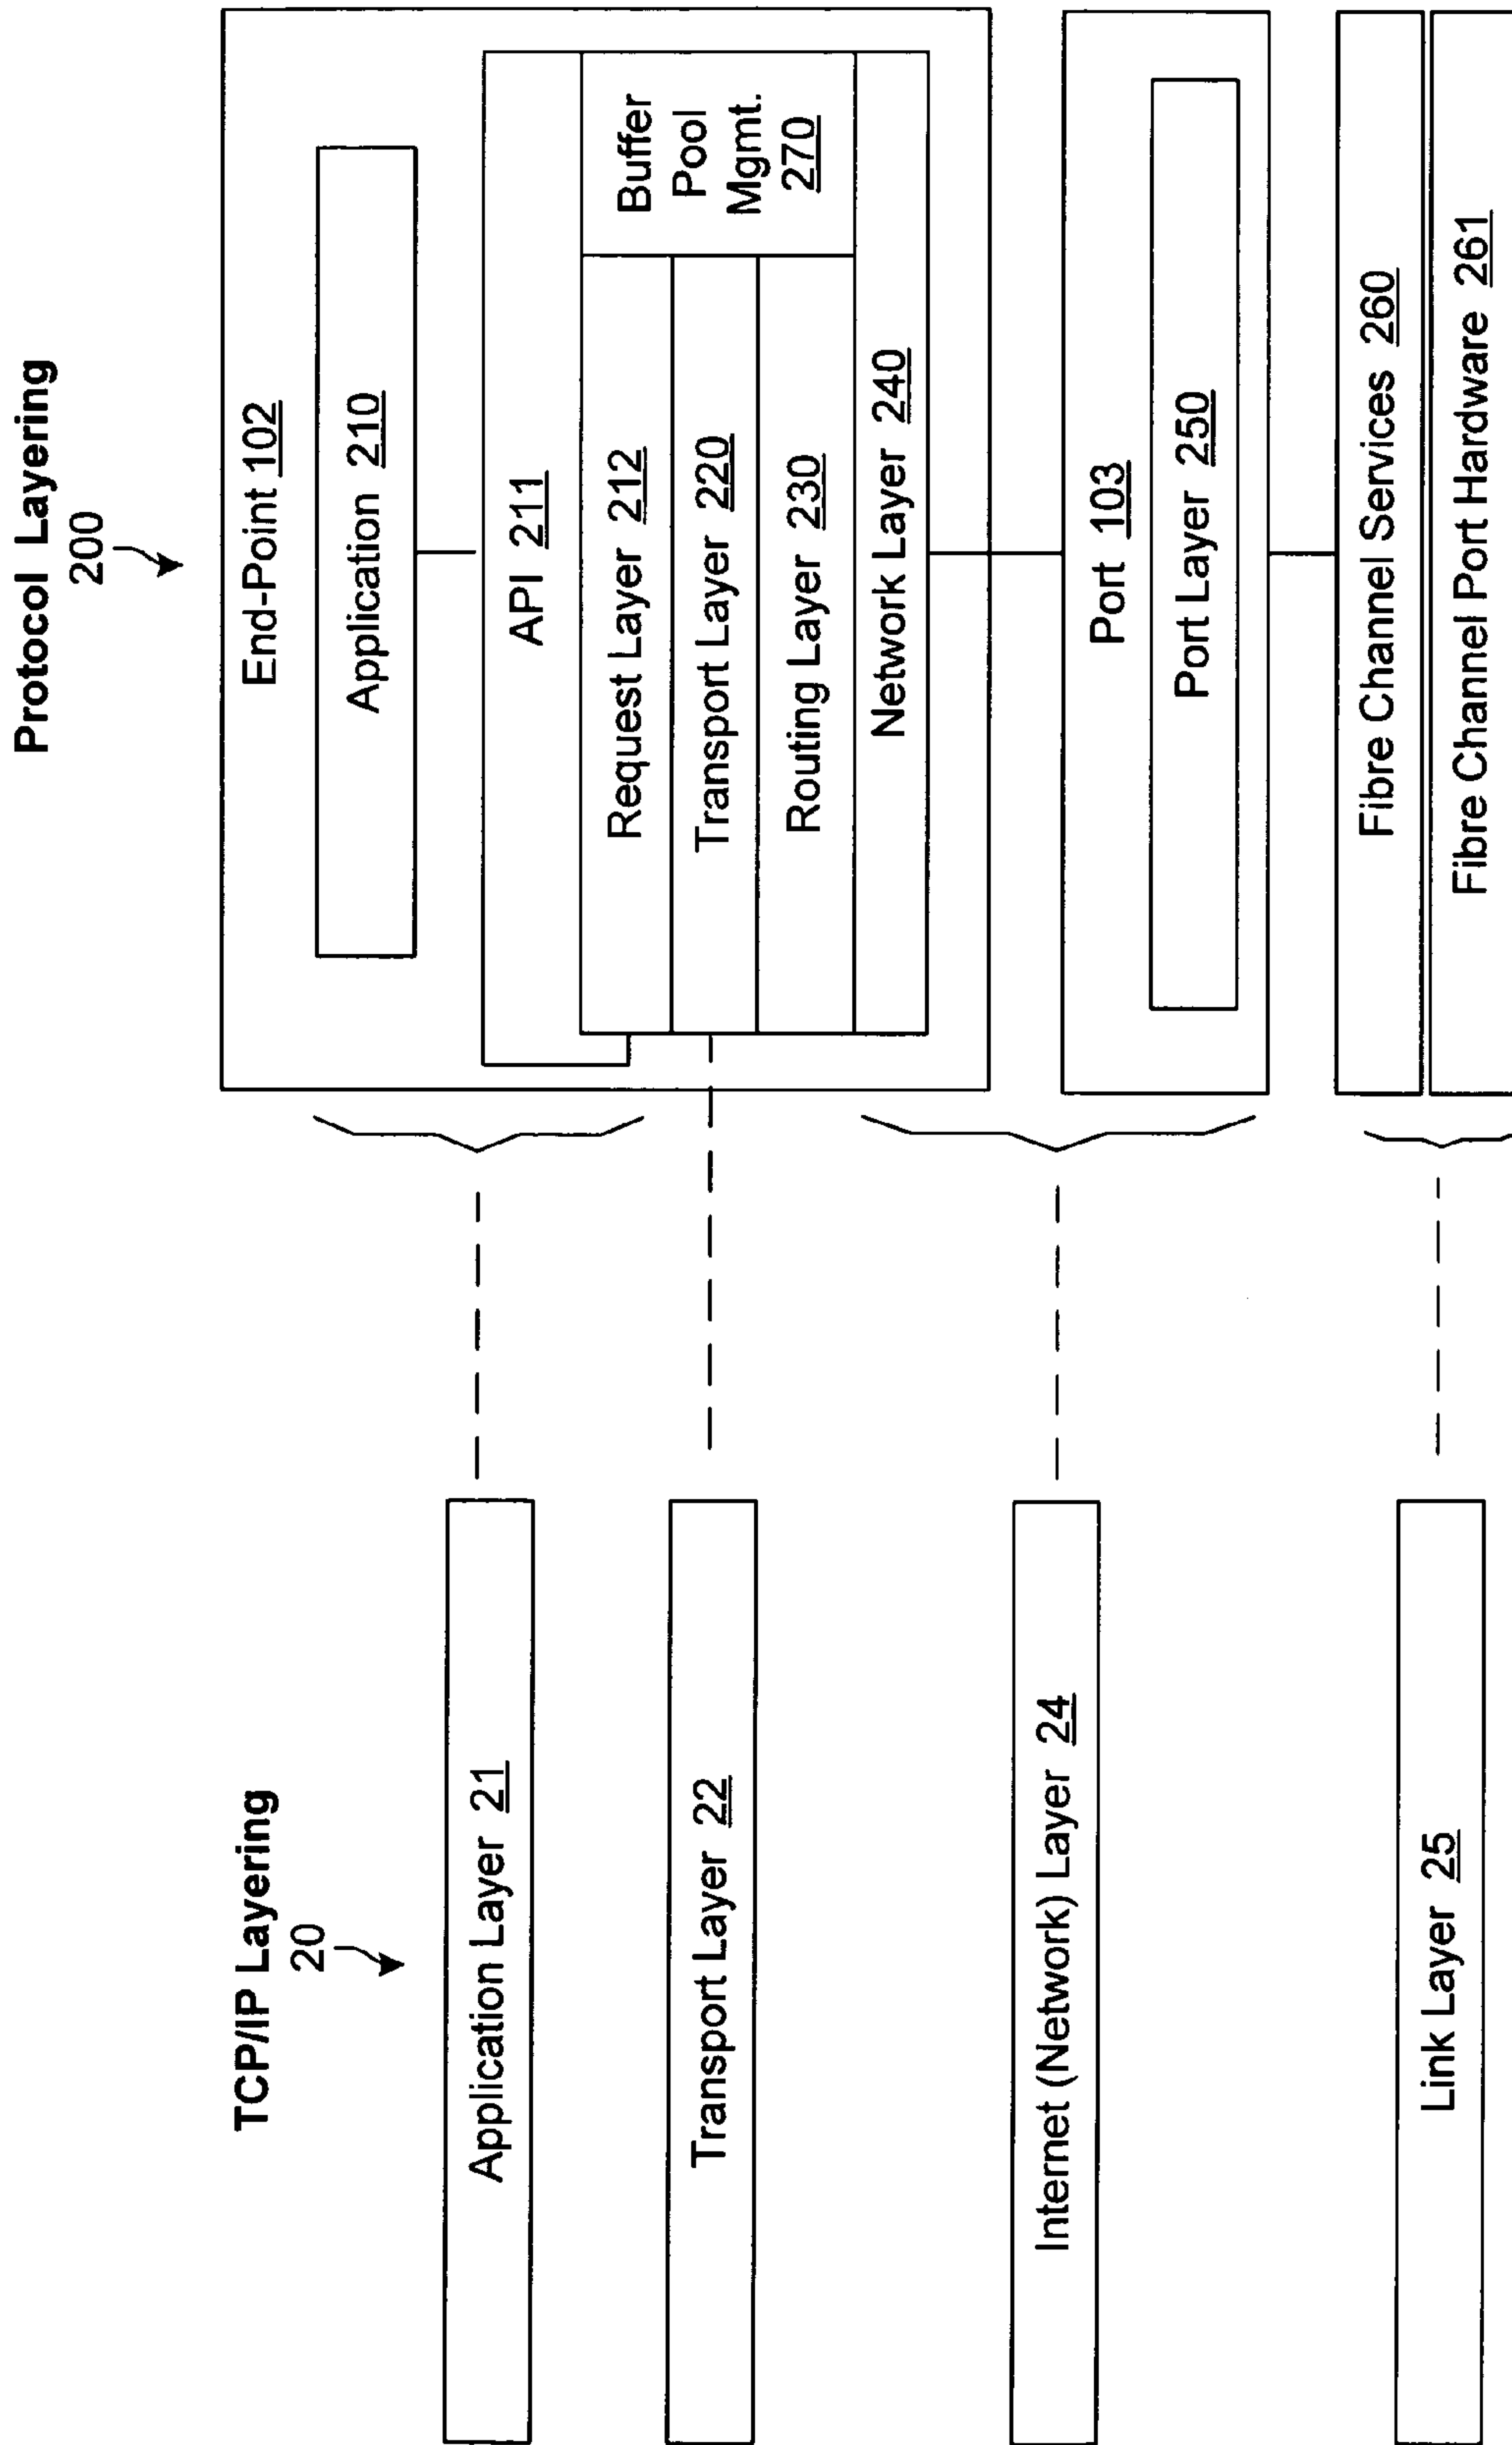 TCP/IP Layering
20
Application Layer 21
Transport Layer 22
Internet (Network) Layer 24
Link Layer 25
Protocol Layering
200
End-Point 102
Application 210
API 211
Request Layer 212
Transport Layer 220
Routing Layer 230
Buffer
Pool
Mgmt.
270
Network Layer 240
Port 103
Port Layer 250
Fibre Channel Services 260
Fibre Channel Port Hardware 261